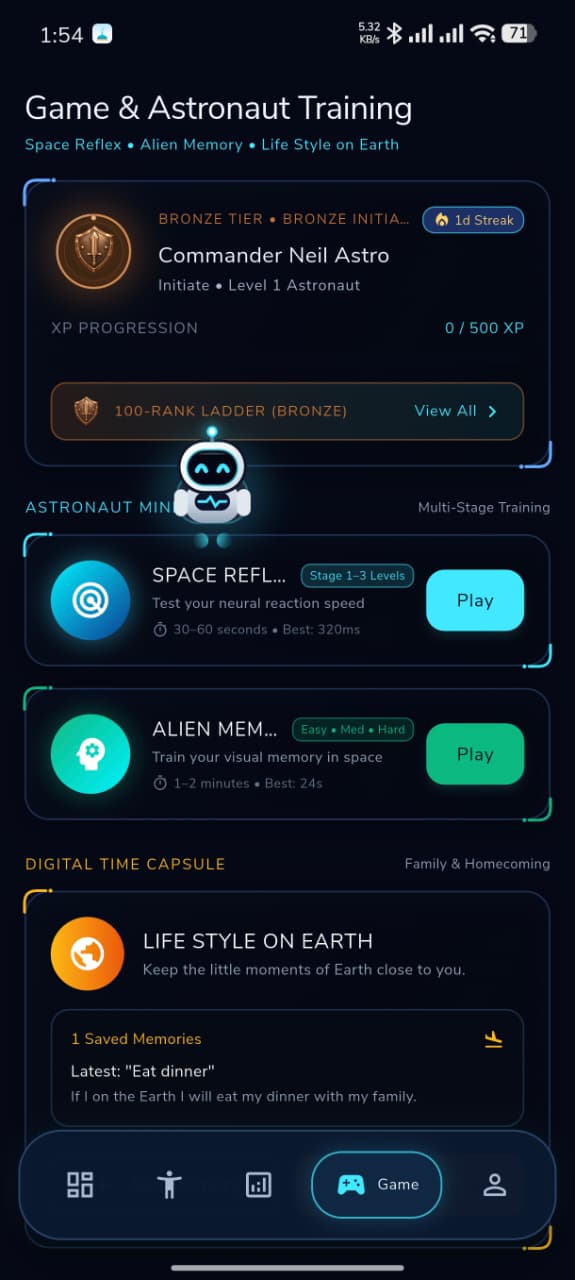 1:54
5.32 KB/s
71
Game & Astronaut Training
Space Reflex • Alien Memory • Life Style on Earth
BRONZE TIER • BRONZE INITIA...
1d Streak
Commander Neil Astro
Initiate • Level 1 Astronaut
XP PROGRESSION
0 / 500 XP
100-RANK LADDER (BRONZE)
View All
ASTRONAUT MIN
Multi-Stage Training
SPACE REFL...
Stage 1–3 Levels
Test your neural reaction speed
30–60 seconds • Best: 320ms
Play
ALIEN MEM...
Easy • Med • Hard
Train your visual memory in space
1–2 minutes • Best: 24s
Play
DIGITAL TIME CAPSULE
Family & Homecoming
LIFE STYLE ON EARTH
Keep the little moments of Earth close to you.
1 Saved Memories
Latest: "Eat dinner"
If I on the Earth I will eat my dinner with my family.
Game